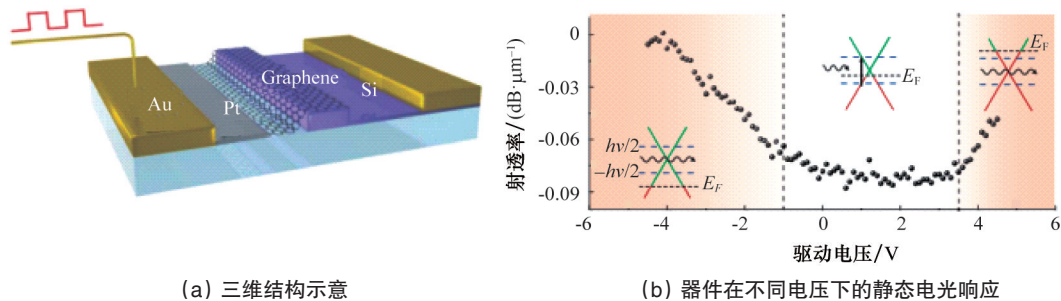 Au
Pt
Graphene
Si
(a) 三维结构示意
射透率/(dB·μm⁻¹)
0
-0.03
-0.06
-0.09
hν/2
-hν/2
E_F
E_F
E_F
-6
-4
-2
0
2
4
6
驱动电压/V
(b) 器件在不同电压下的静态电光响应